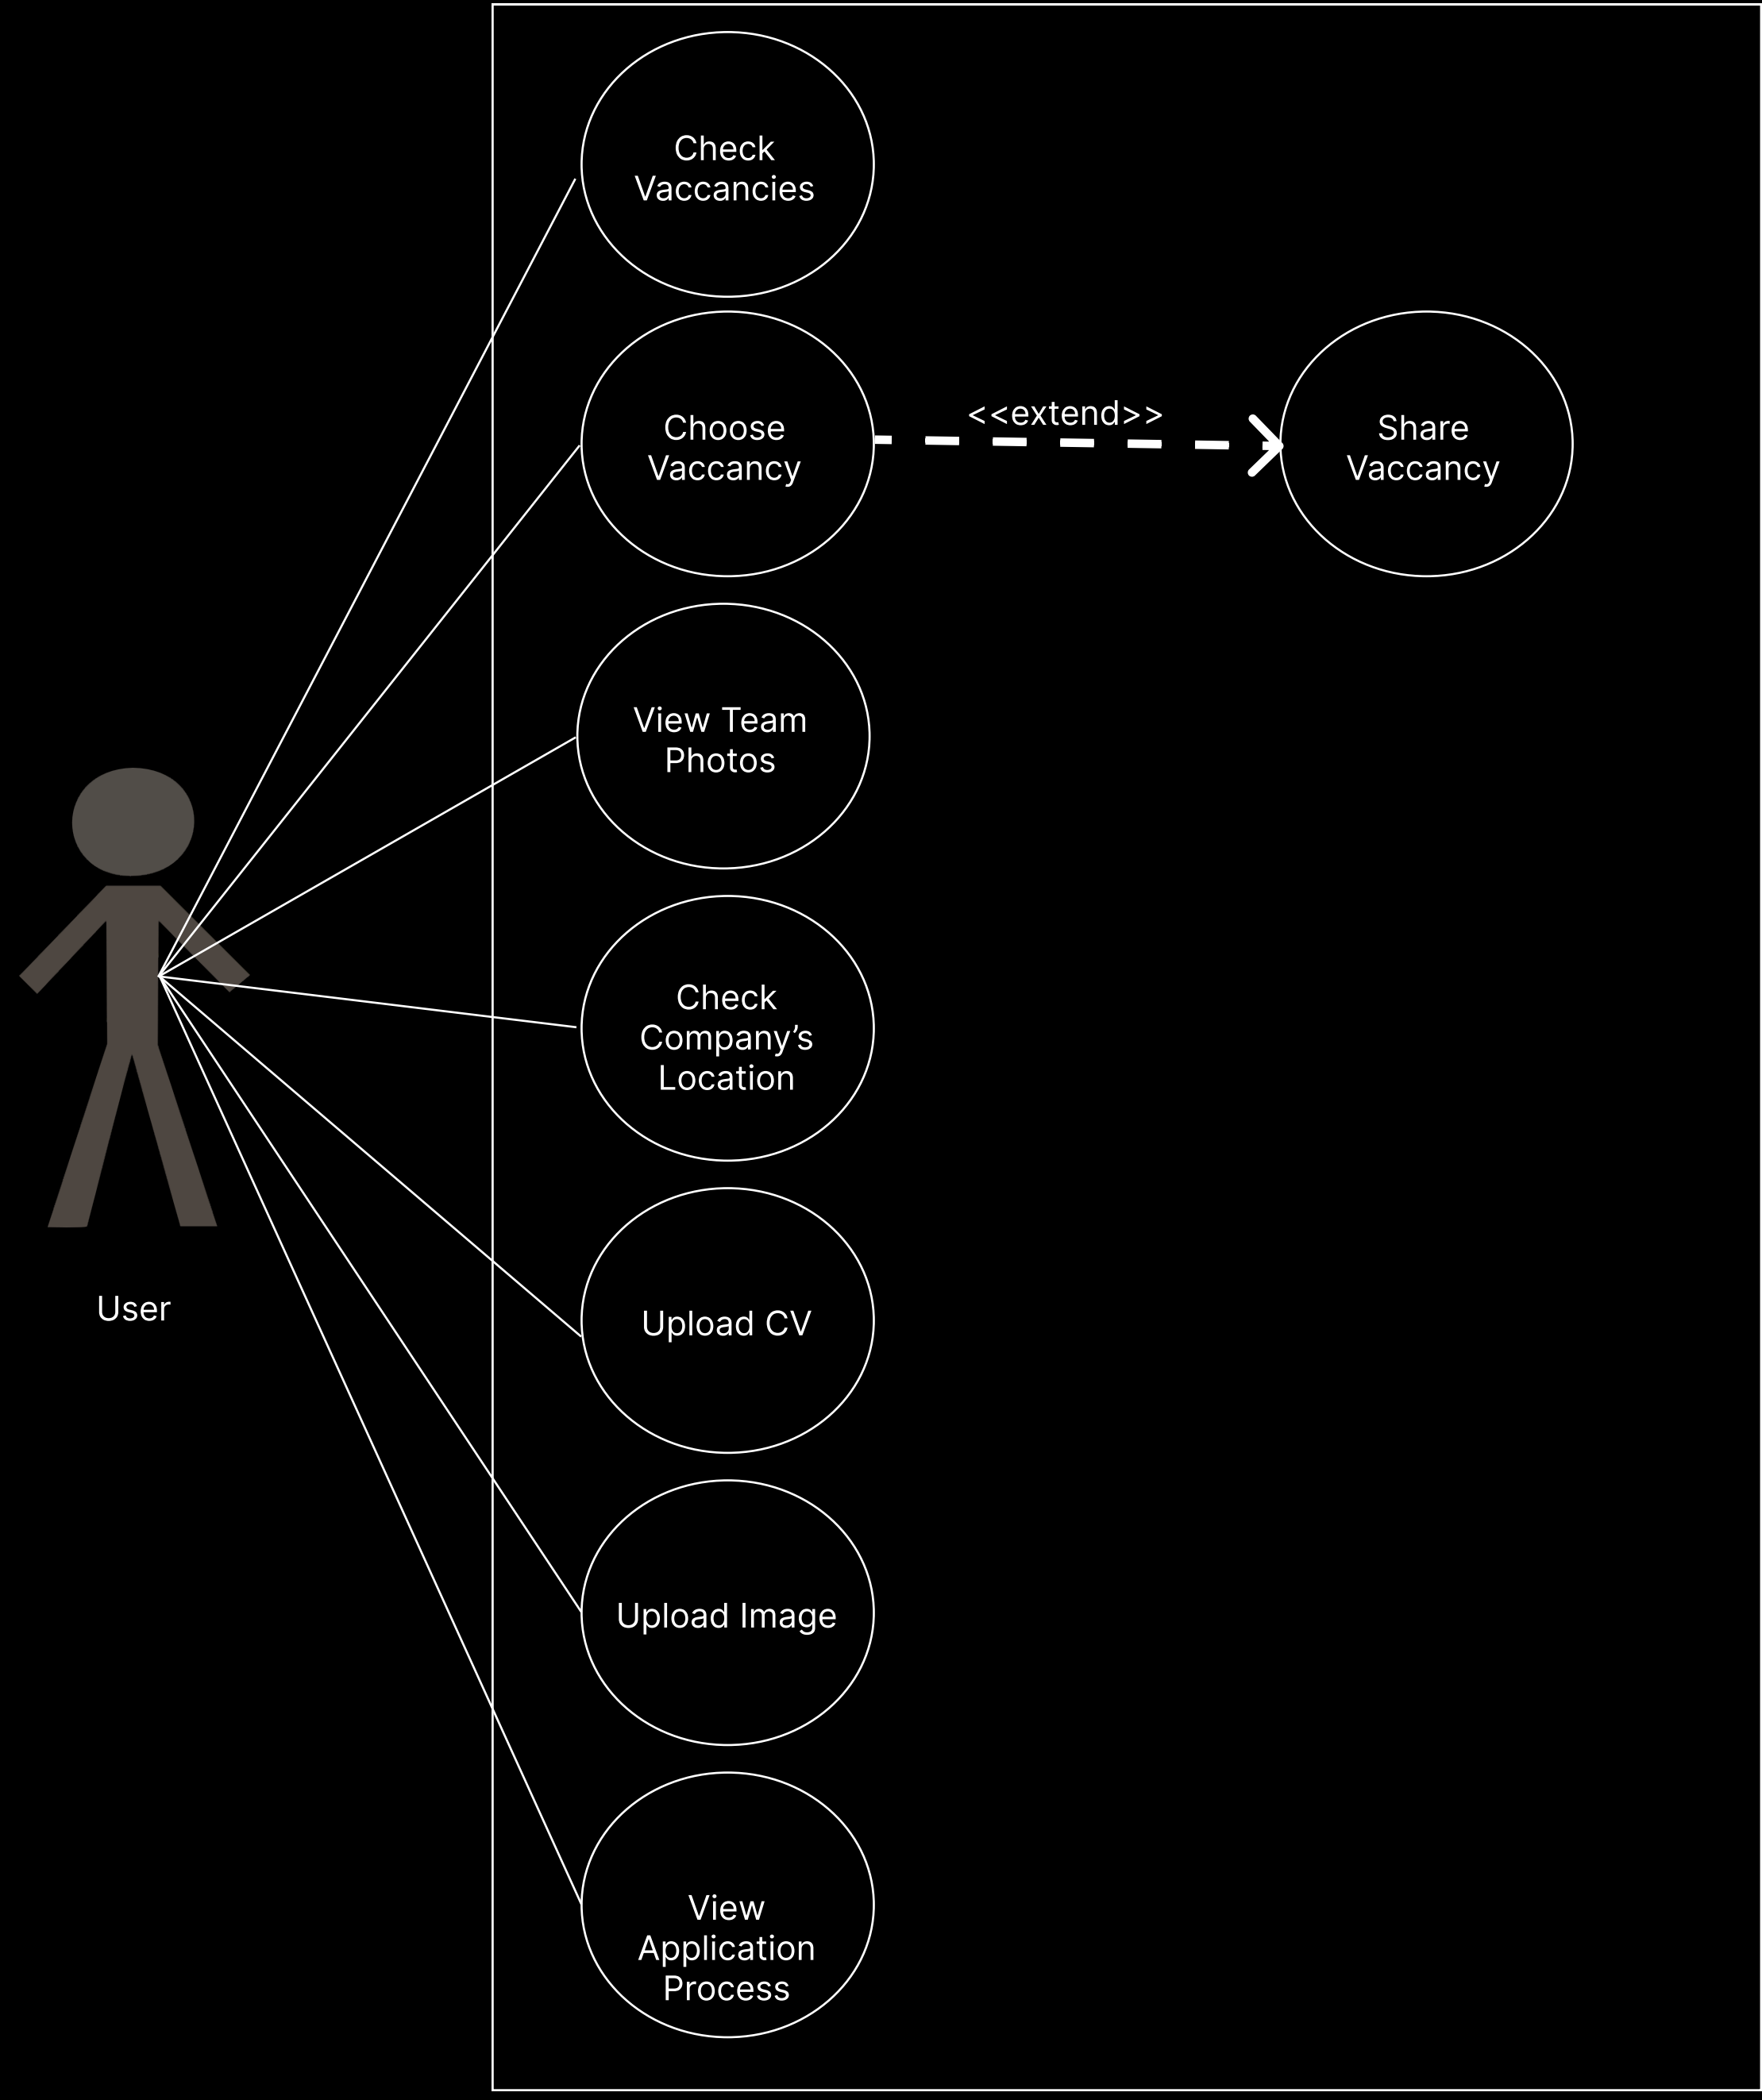 Check
Vaccancies
Choose
Vaccancy
<<extend>>
Share
Vaccancy
View Team
Photos
Check
Company’s
Location
Upload CV
User
Upload Image
View
Application
Process